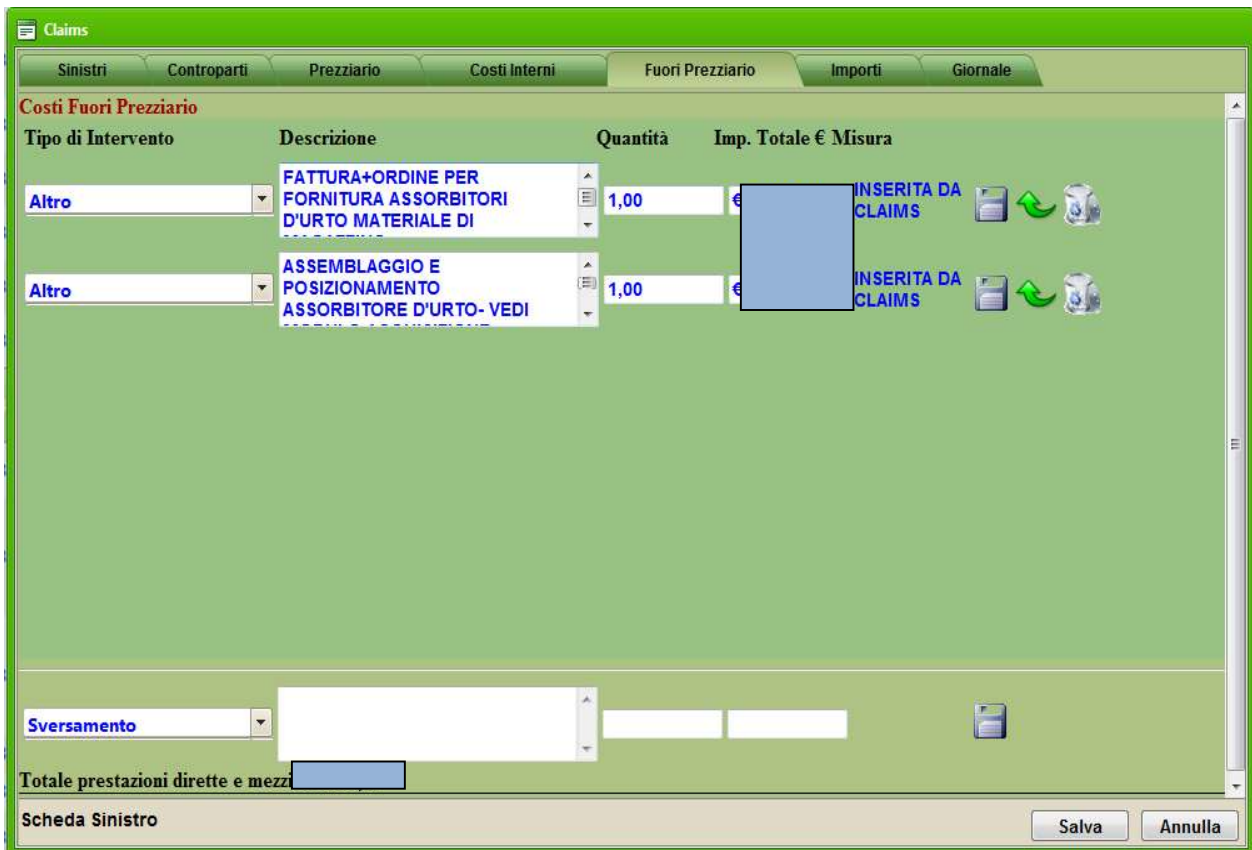 Claims
Sinistri Controparti Prezziario Costi Interni Fuori Prezziario Importi Giornale
Costi Fuori Prezziario
Tipo di Intervento Descrizione Quantità Imp. Totale € Misura
Altro
FATTURA+ORDINE PER
FORNITURA ASSORBITORI
D'URTO MATERIALE DI
1,00 €
INSERITA DA
CLAIMS
Altro
ASSEMBLAGGIO E
POSIZIONAMENTO
ASSORBITORE D'URTO- VEDI
1,00 €
INSERITA DA
CLAIMS
Sversamento
Totale prestazioni dirette e mezzi
Scheda Sinistro Salva Annulla